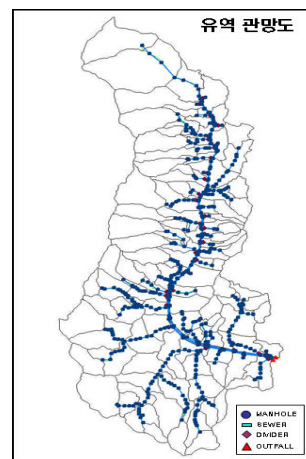 유역 관망도
MANHOLE
SEWER
DIVIDER
OUTFALL